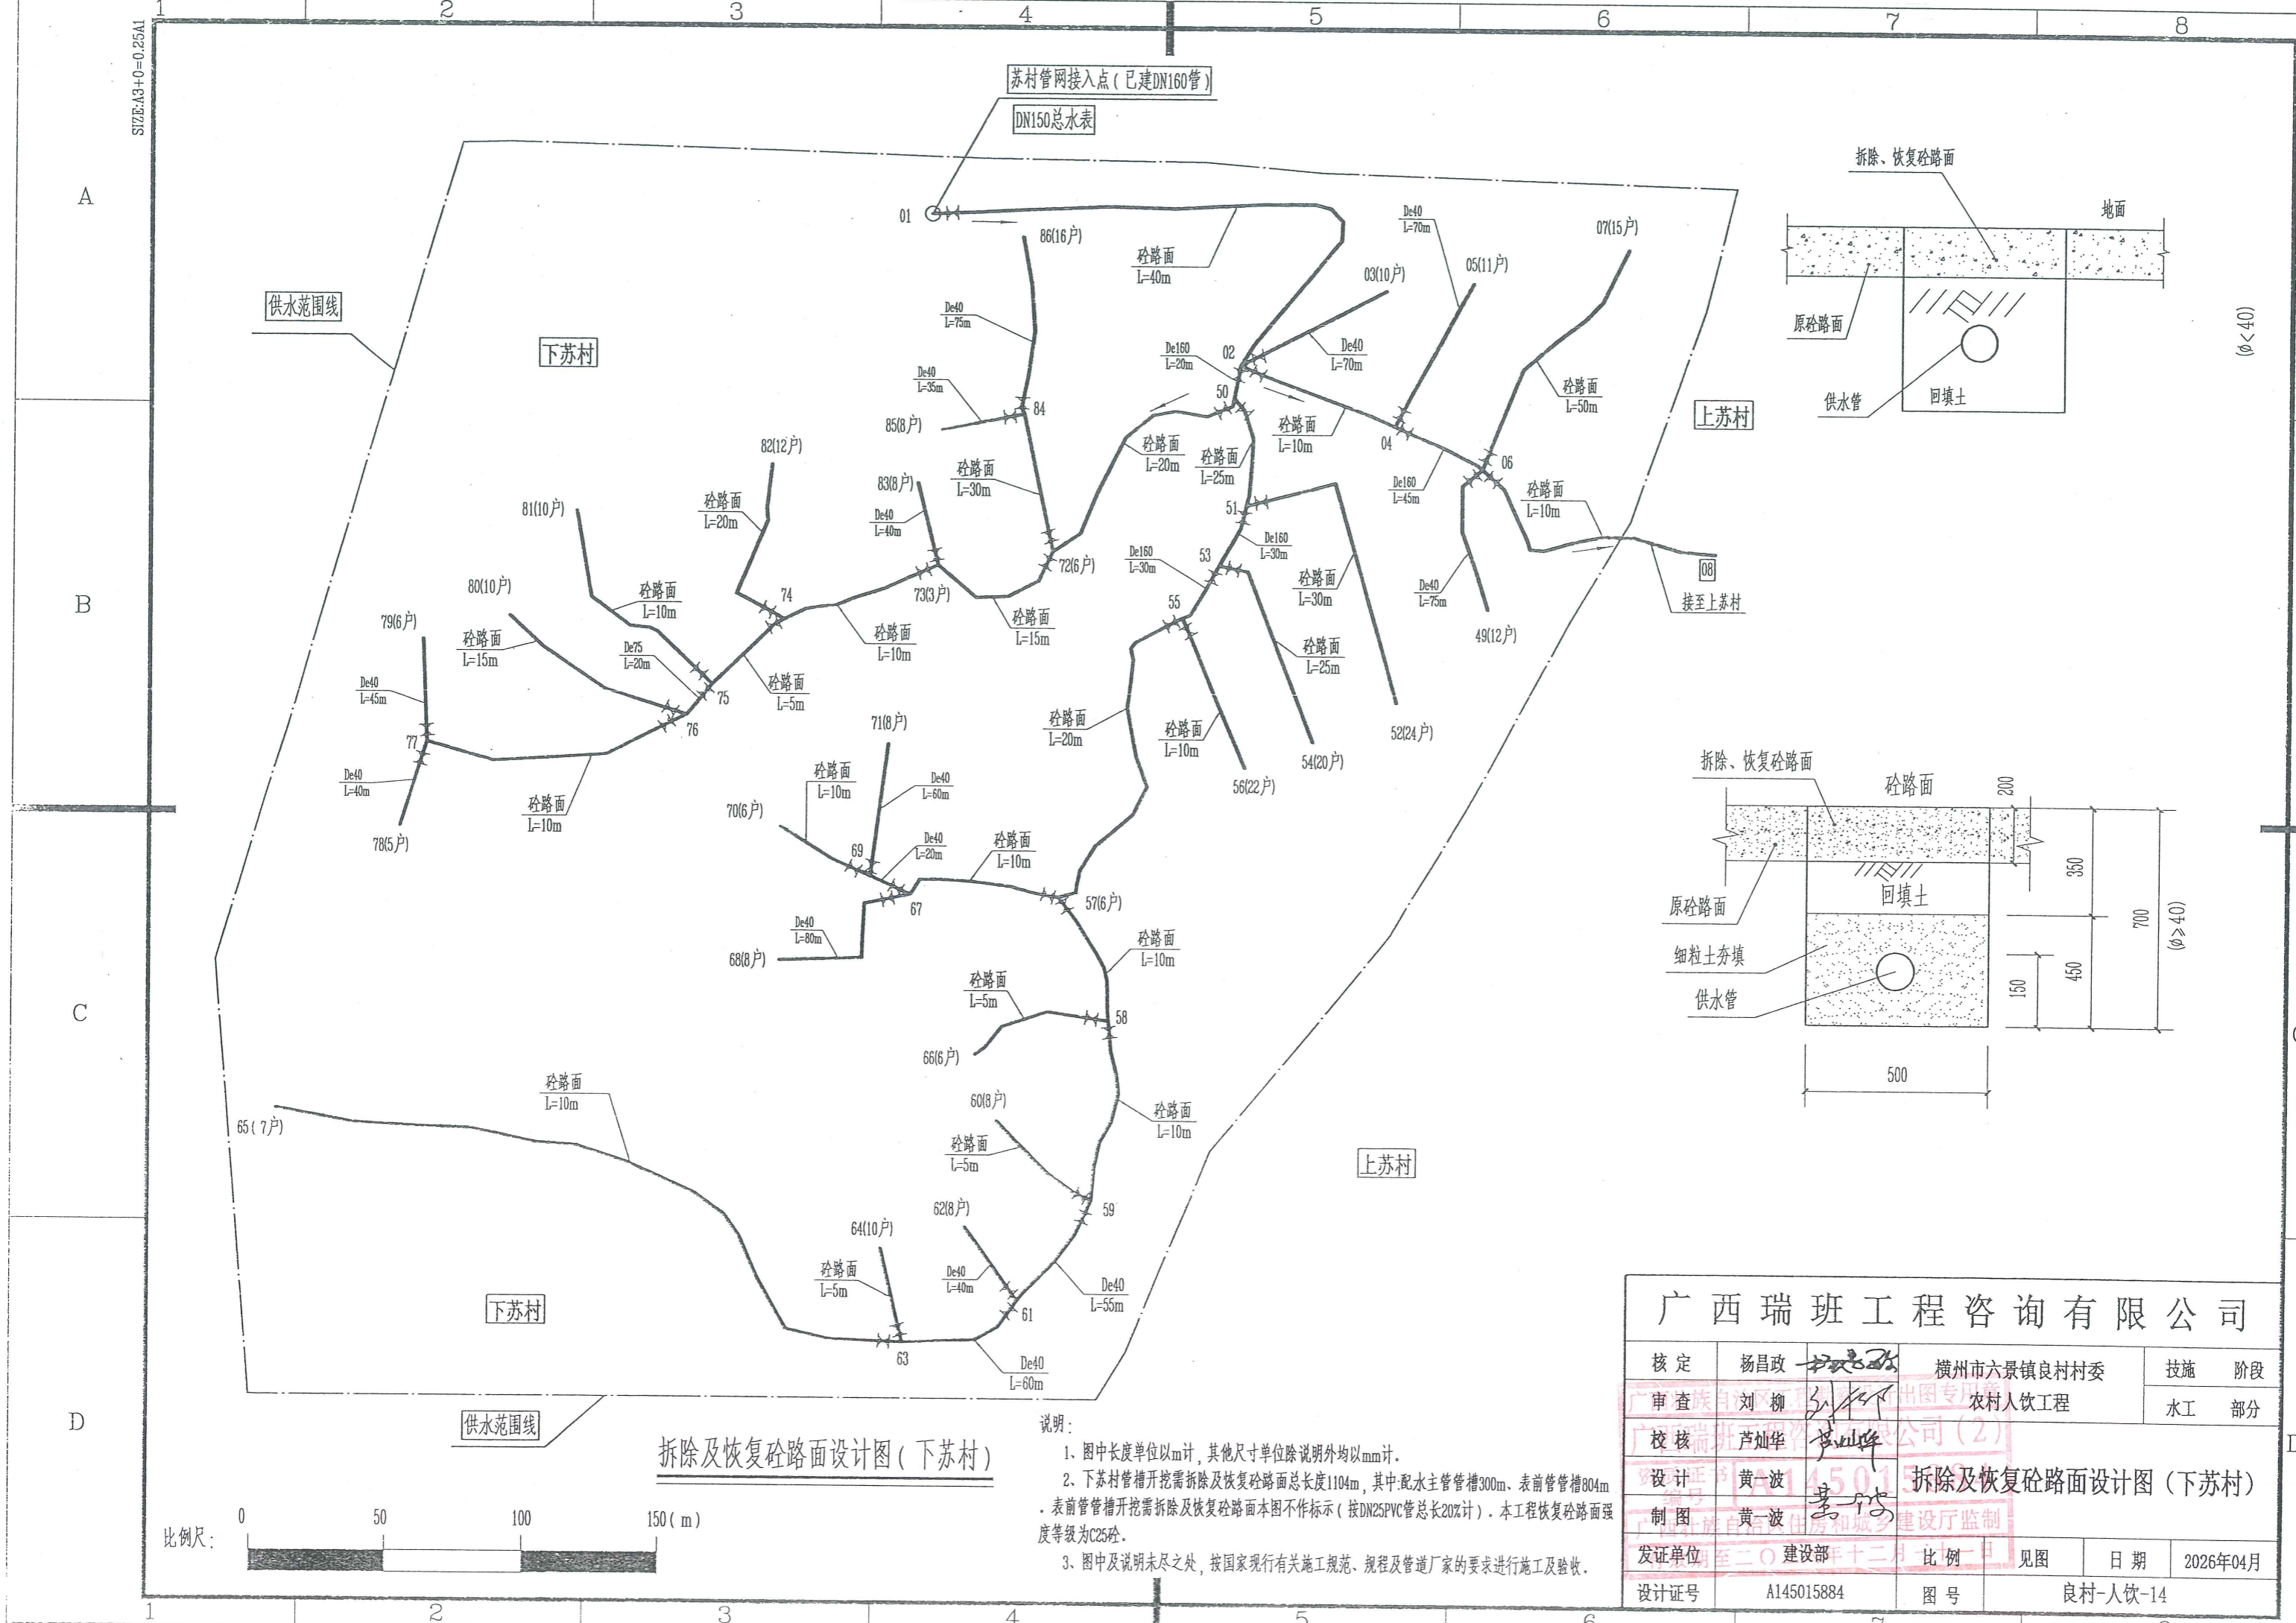 1
2
3
4
5
6
7
8
SIZE:A3+0=0.25A1
A
B
C
D
苏村管网接入点(已建DN160管)
DN150总水表
01
供水范围线
下苏村
86(16户)
砼路面
L=40m
De40
L=70m
07(15户)
03(10户)
05(11户)
De40
L=75m
De160
L=20m
02
De40
L=70m
50
De40
L=35m
84
85(8户)
砼路面
L=50m
上苏村
砼路面
L=10m
04
06
82(12户)
砼路面
L=20m
砼路面
L=25m
砼路面
L=30m
83(8户)
De40
L=40m
De160
L=45m
砼路面
L=10m
81(10户)
砼路面
L=20m
51
De160
L=30m
53
De160
L=30m
72(6户)
08
接至上苏村
砼路面
L=30m
De40
L=75m
49(12户)
80(10户)
砼路面
L=10m
74
73(3户)
砼路面
L=15m
55
79(6户)
砼路面
L=15m
De75
L=20m
砼路面
L=10m
砼路面
L=25m
75
砼路面
L=5m
De40
L=45m
76
77
71(8户)
砼路面
L=20m
砼路面
L=10m
52(24户)
54(20户)
56(22户)
De40
L=40m
砼路面
L=10m
78(5户)
砼路面
L=10m
De40
L=60m
70(6户)
69
De40
L=20m
砼路面
L=10m
67
57(6户)
De40
L=80m
68(8户)
砼路面
L=10m
砼路面
L=5m
58
66(6户)
砼路面
L=10m
65(7户)
60(8户)
砼路面
L=5m
砼路面
L=10m
59
62(8户)
64(10户)
砼路面
L=5m
De40
L=40m
De40
L=55m
61
63
De40
L=60m
下苏村
上苏村
供水范围线
拆除、恢复砼路面
地面
原砼路面
供水管
回填土
(ø<40)
拆除、恢复砼路面
砼路面
200
原砼路面
回填土
350
700
(ø≥40)
细粒土夯填
供水管
150
450
500
拆除及恢复砼路面设计图(下苏村)
比例尺:
0
50
100
150(m)
说明:
1、图中长度单位以m计,其他尺寸单位除说明外均以mm计.
2、下苏村管槽开挖需拆除及恢复砼路面总长度1104m,其中:配水主管管槽300m、表前管管槽804m
.表前管管槽开挖需拆除及恢复砼路面本图不作标示(按DN25PVC管总长20%计).本工程恢复砼路面强
度等级为C25砼.
3、图中及说明未尽之处,按国家现行有关施工规范、规程及管道厂家的要求进行施工及验收.
广西瑞班工程咨询有限公司
核定 杨昌政
横州市六景镇良村村委
农村人饮工程
技施 阶段
审查 刘柳
水工 部分
校核 芦灿华
设计 黄一波
拆除及恢复砼路面设计图(下苏村)
制图 黄一波
发证单位 建设部 比例 见图 日期 2026年04月
设计证号 A145015884 图号 良村-人饮-14
1
2
3
4
5